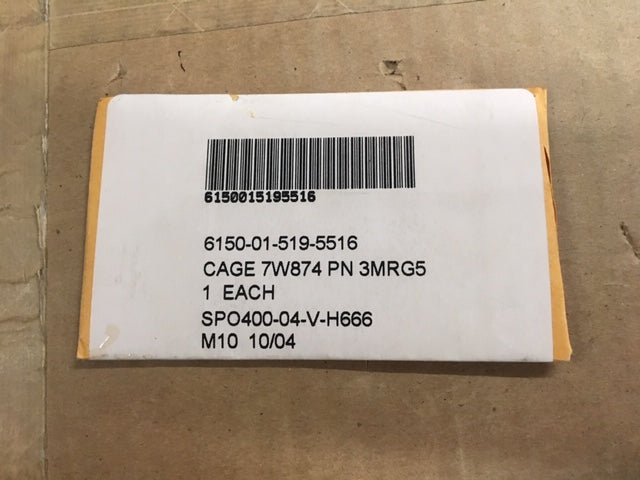 6150015195516
6150-01-519-5516
CAGE 7W874 PN 3MRG5
1 EACH
SPO400-04-V-H666
M10 10/04